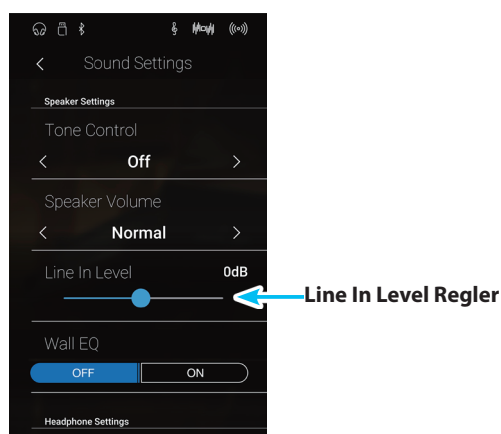 Sound Settings
Speaker Settings
Tone Control
Off
Speaker Volume
Normal
Line In Level 0dB
Line In Level Regler
Wall EQ
OFF ON
Headphone Settings